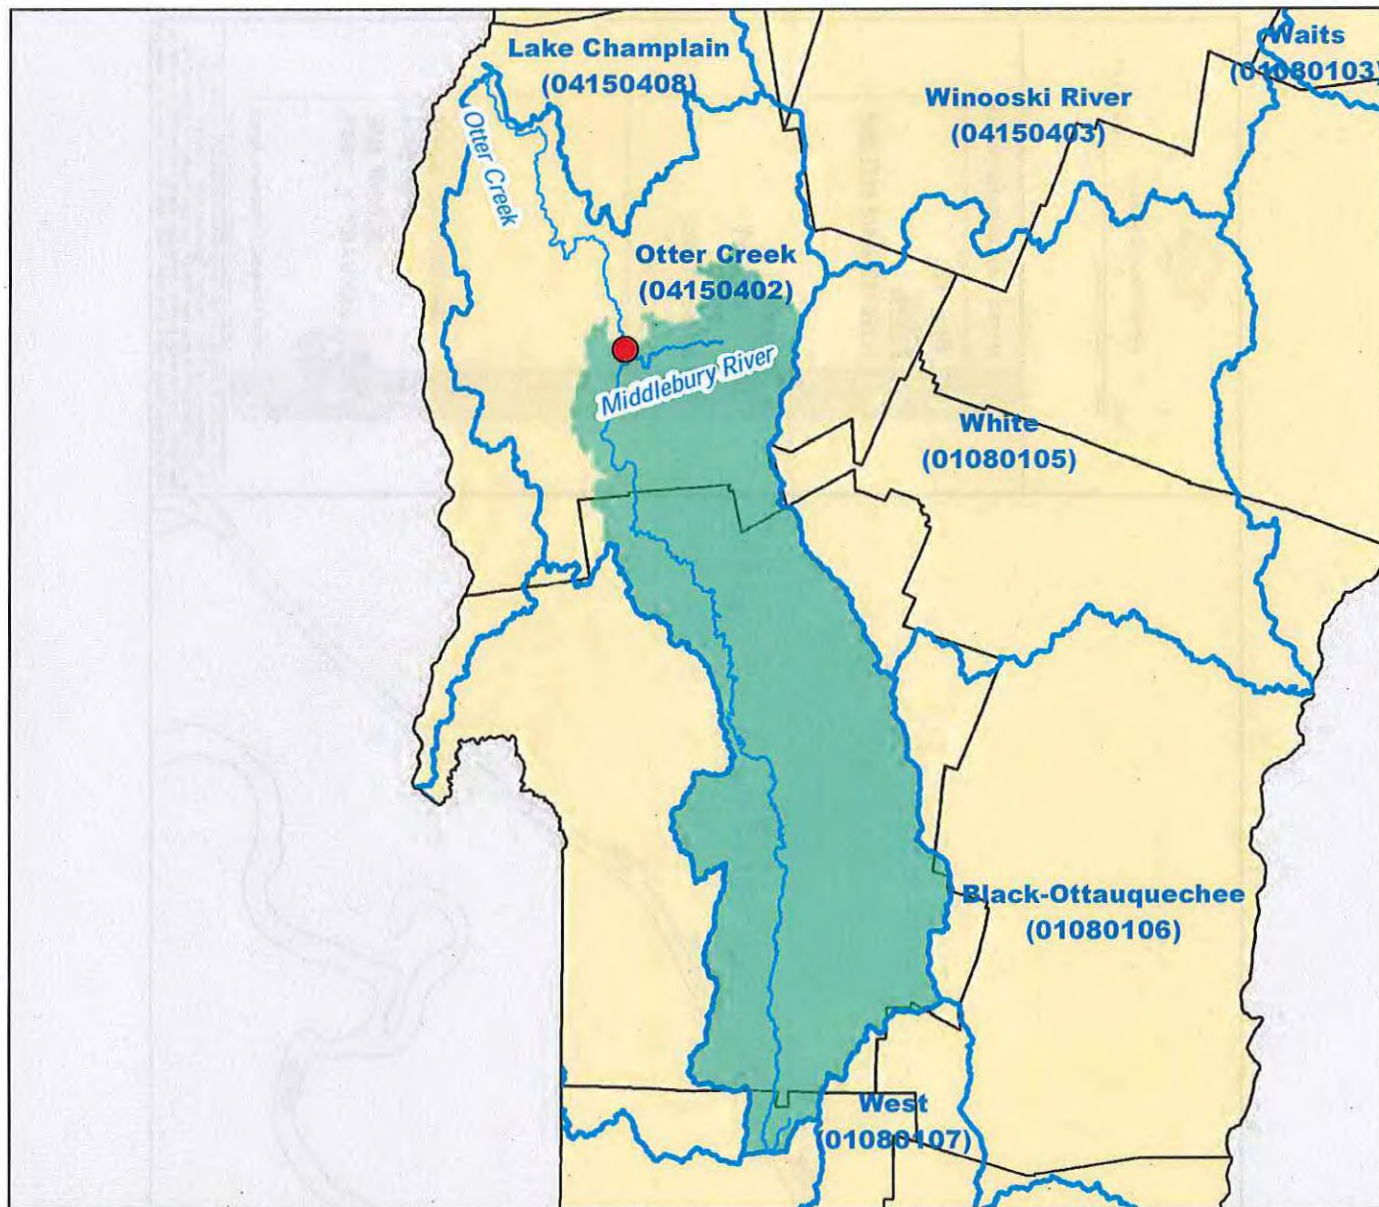 Lake Champlain
(04150408)
Waits
(01080103)
Winooski River
(04150403)
Otter Creek
Otter Creek
(04150402)
Middlebury River
White
(01080105)
Black-Ottauquechee
(01080106)
West
(01080107)